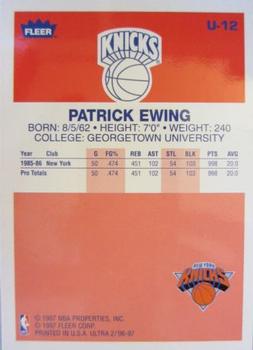 FLEER
U-12
KNICKS
PATRICK EWING
BORN: 8/5/62 • HEIGHT: 7'0" • WEIGHT: 240
COLLEGE: GEORGETOWN UNIVERSITY
Year Club G FG% REB AST STL BLK PTS AVG
1985-86 New York 50 .474 451 102 54 103 998 20.0
Pro Totals 50 .474 451 102 54 103 998 20.0
NEW YORK
KNICKS
© 1997 NBA PROPERTIES, INC.
© 1997 FLEER CORP.
PRINTED IN U.S.A. ULTRA 2/'96-97